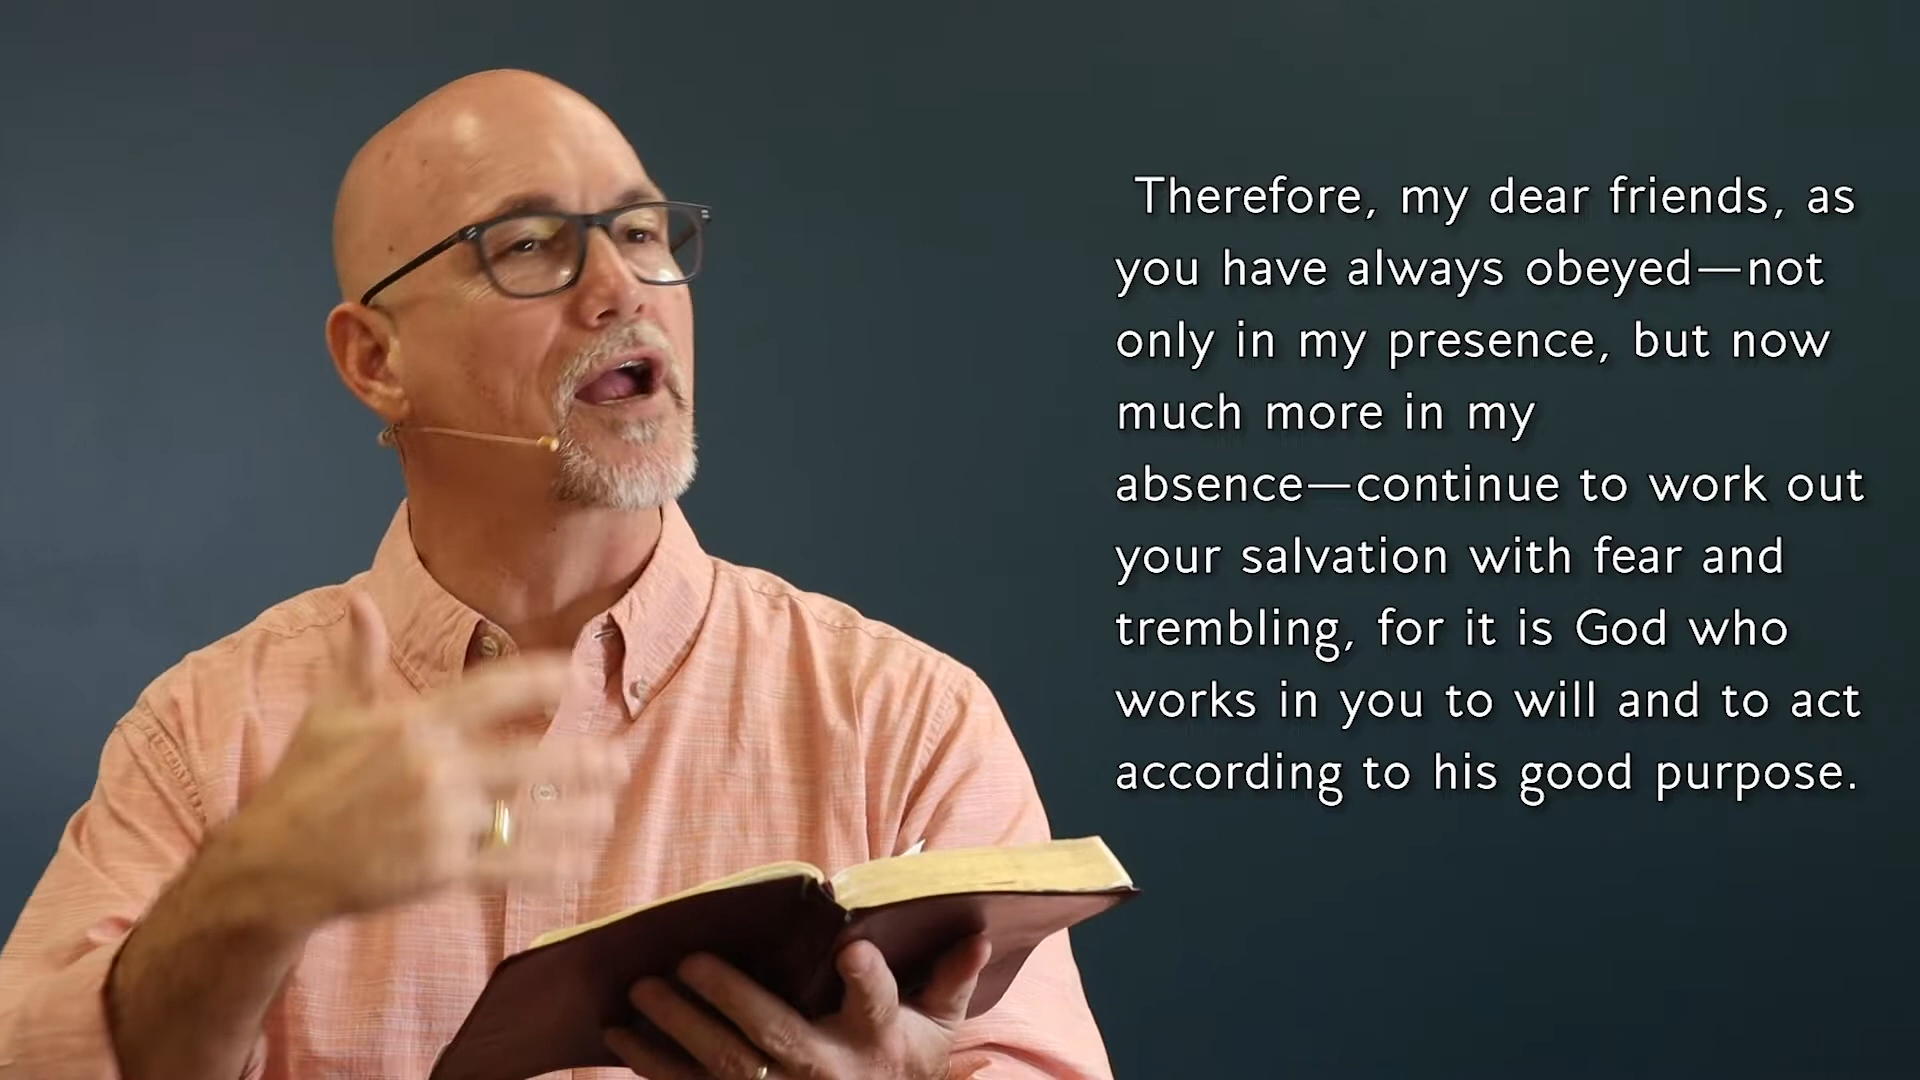 Therefore, my dear friends, as
you have always obeyed—not
only in my presence, but now
much more in my
absence—continue to work out
your salvation with fear and
trembling, for it is God who
works in you to will and to act
according to his good purpose.